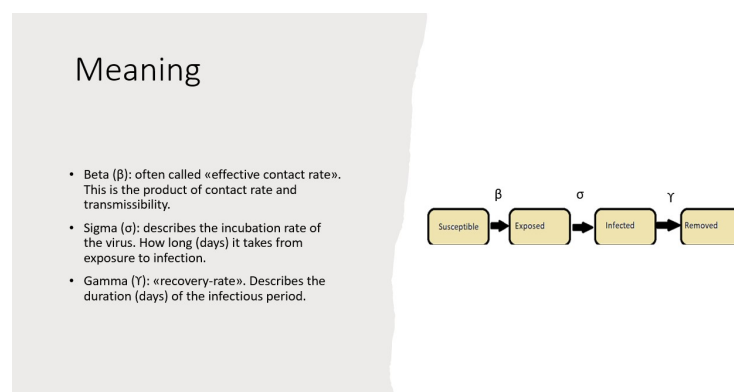 Meaning
• Beta (β): often called «effective contact rate».
This is the product of contact rate and
transmissibility.
• Sigma (σ): describes the incubation rate of
the virus. How long (days) it takes from
exposure to infection.
• Gamma (ϒ): «recovery-rate». Describes the
duration (days) of the infectious period.
β σ ϒ
Susceptible Exposed Infected Removed